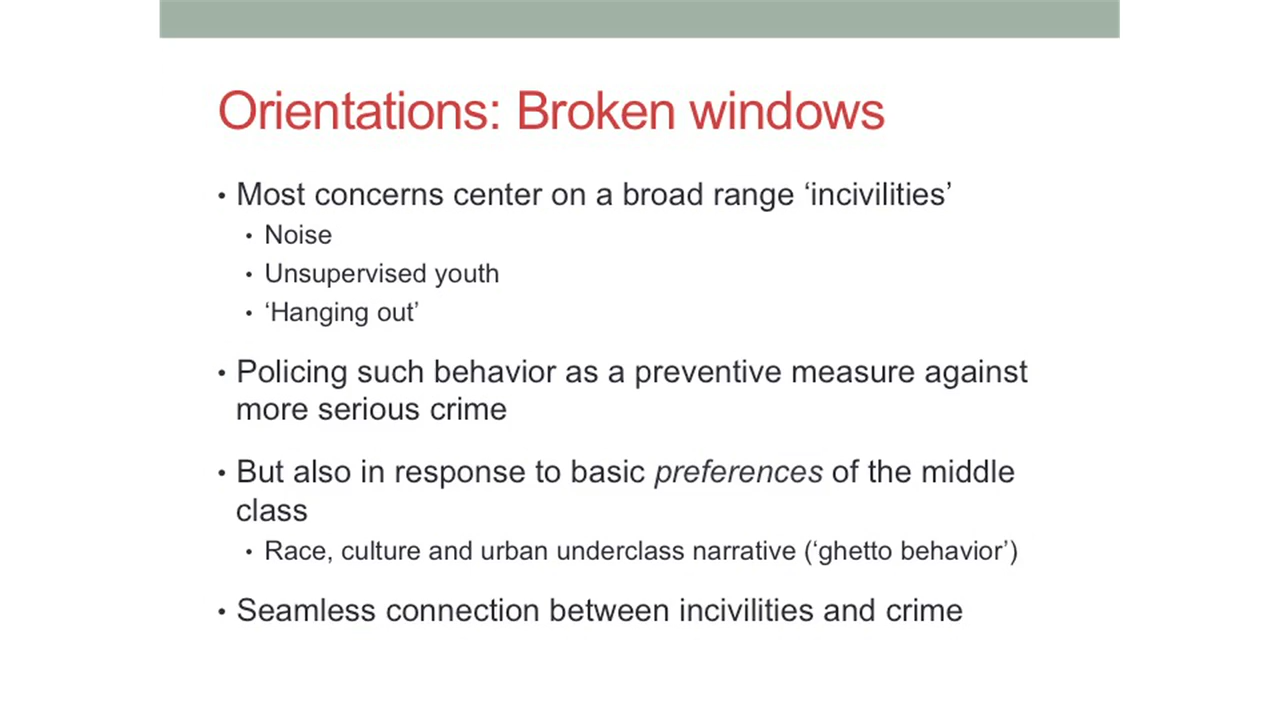 Orientations: Broken windows
• Most concerns center on a broad range ‘incivilities’
• Noise
• Unsupervised youth
• ‘Hanging out’
• Policing such behavior as a preventive measure against
more serious crime
• But also in response to basic preferences of the middle
class
• Race, culture and urban underclass narrative (‘ghetto behavior’)
• Seamless connection between incivilities and crime